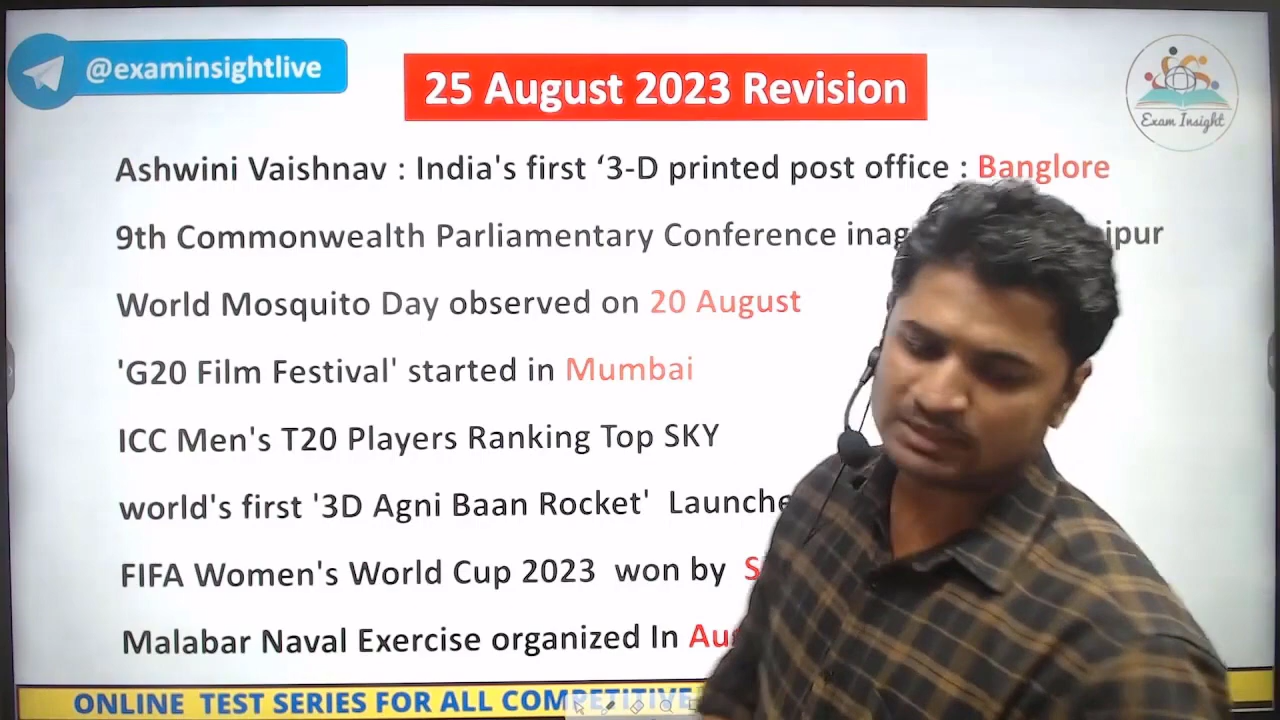 @examinsightlive
25 August 2023 Revision
Exam Insight
Ashwini Vaishnav : India's first ‘3-D printed post office : Banglore
9th Commonwealth Parliamentary Conference
World Mosquito Day observed on 20 August
'G20 Film Festival' started in Mumbai
ICC Men's T20 Players Ranking Top SKY
world's first '3D Agni Baan Rocket' Launche
FIFA Women's World Cup 2023 won by
Malabar Naval Exercise organized In
ONLINE TEST SERIES FOR ALL COMPETITIVE